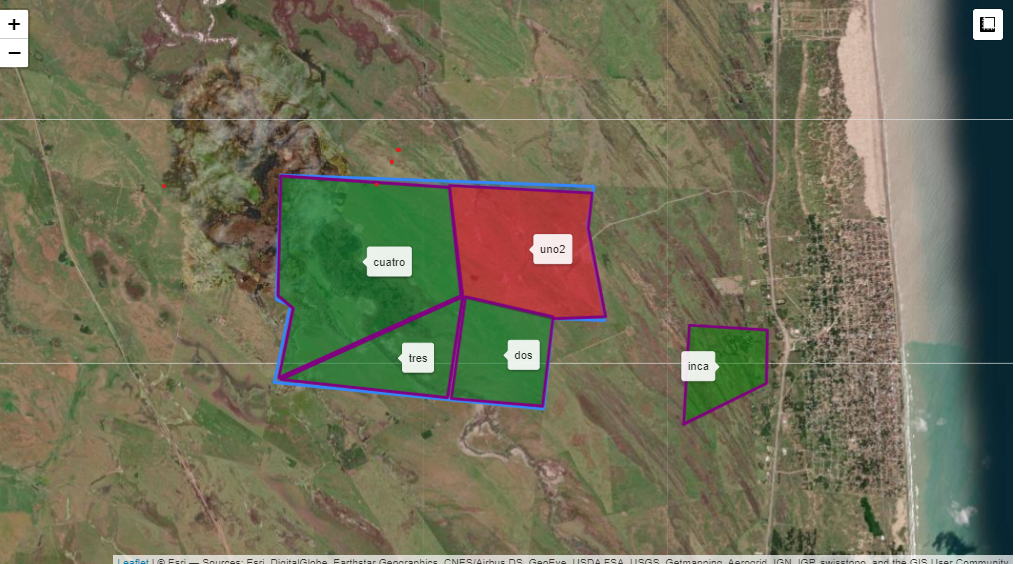 +
−
uno2
cuatro
dos
tres
inca
Leaflet | © Esri — Sources: Esri, DigitalGlobe, Earthstar Geographics, CNES/Airbus DS, GeoEye, USDA FSA, USGS, Getmapping, Aerogrid, IGN, IGP, swisstopo, and the GIS User Community